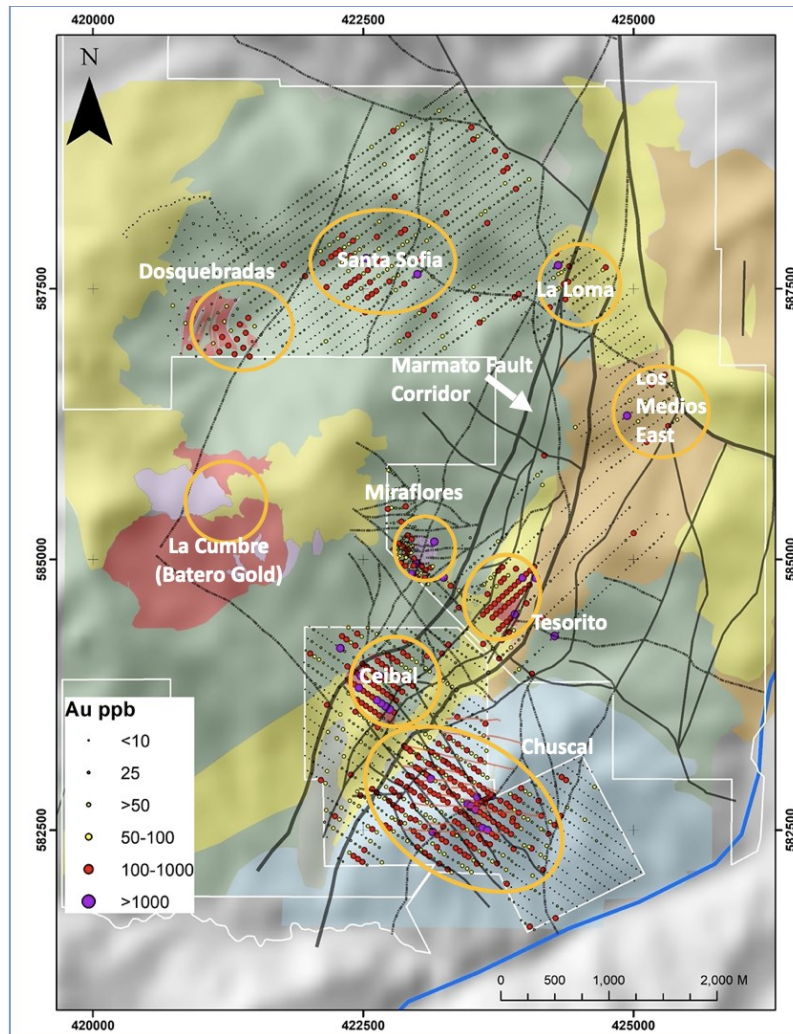 420000 422500 425000
N
587500 587500
Santa Sofia
Dosquebradas
La Loma
Marmato Fault
Corridor
Los
Medios
East
Miraflores
585000 585000
La Cumbre
(Batero Gold)
Tesorito
Ceibal
Chuscal
582500 582500
Au ppb
<10
25
>50
50-100
100-1000
>1000
0 500 1,000 2,000 M
420000 422500 425000